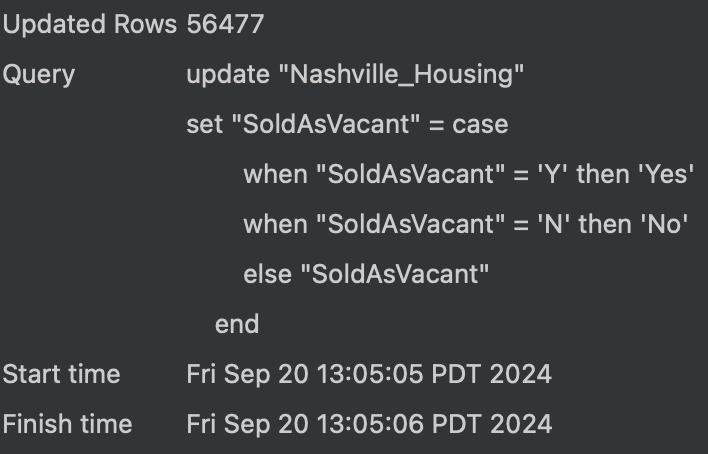 Updated Rows 56477
Query update "Nashville_Housing"
set "SoldAsVacant" = case
when "SoldAsVacant" = 'Y' then 'Yes'
when "SoldAsVacant" = 'N' then 'No'
else "SoldAsVacant"
end
Start time Fri Sep 20 13:05:05 PDT 2024
Finish time Fri Sep 20 13:05:06 PDT 2024